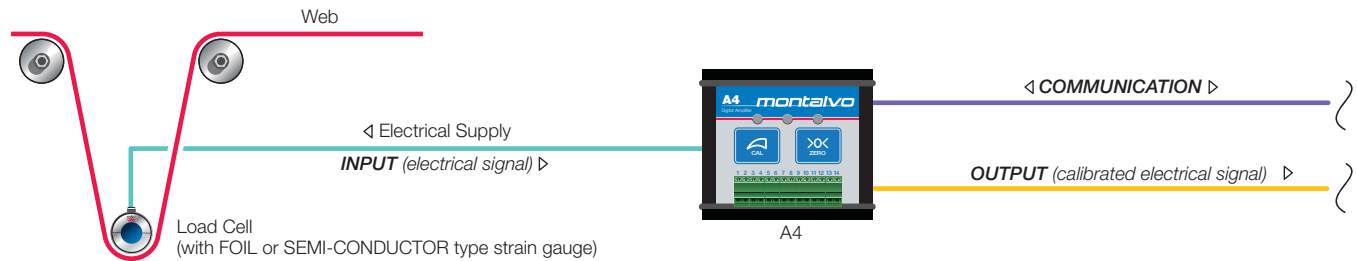 Web
◁ Electrical Supply
INPUT (electrical signal) ▷
Load Cell
(with FOIL or SEMI-CONDUCTOR type strain gauge)
A4 montalvo
Digital Amplifier
CAL
>0<
ZERO
1 2 3 4 5 6 7 8 9 10 11 12 13 14
A4
◁ COMMUNICATION ▷
OUTPUT (calibrated electrical signal) ▷